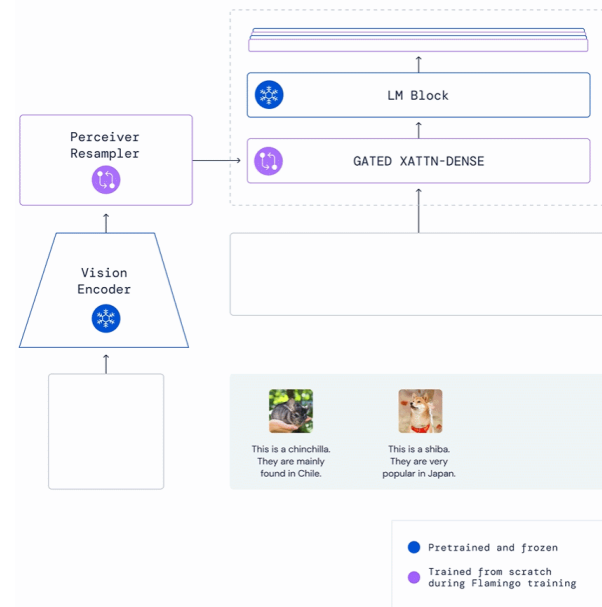 LM Block
Perceiver
Resampler
GATED XATTN-DENSE
Vision
Encoder
This is a chinchilla.
They are mainly
found in Chile.
This is a shiba.
They are very
popular in Japan.
Pretrained and frozen
Trained from scratch
during Flamingo training